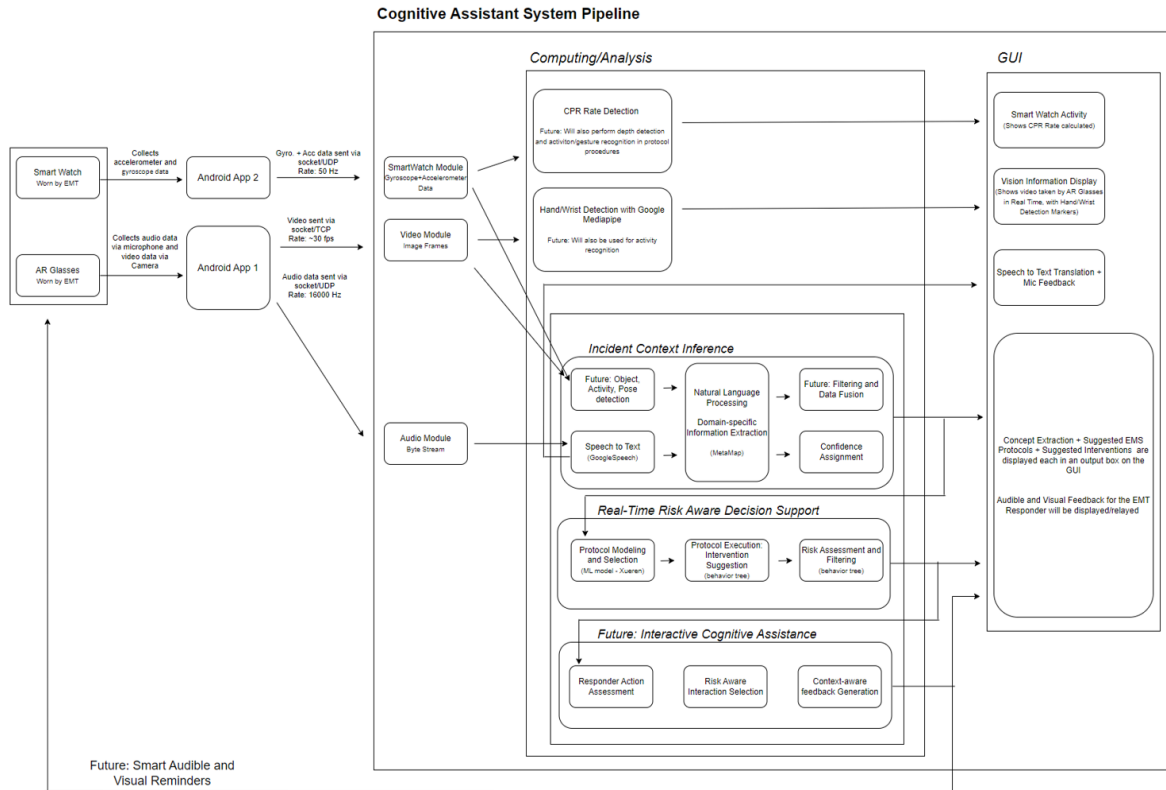 Cognitive Assistant System Pipeline
Computing/Analysis
GUI
CPR Rate Detection
Future: Will also perform depth detection
and activiton/gesture recognition in protocol
procedures
Smart Watch Activity
(Shows CPR Rate calculated)
Collects
accelerometer and
gyroscope data
Gyro. + Acc data sent via
socket/UDP
Rate: 50 Hz
Smart Watch
Worn by EMT
Android App 2
SmartWatch Module
Gyroscope+Accelerometer
Data
Vision Information Display
(Shows video taken by AR Glasses
in Real Time, with Hand/Wrist
Detection Markers)
Hand/Wrist Detection with Google
Mediapipe
Future: Will also be used for activity
recognition
Video sent via
socket/TCP
Rate: ~30 fps
Video Module
Image Frames
Collects audio data
via microphone and
video data via
Camera
AR Glasses
Worn by EMT
Android App 1
Audio data sent via
socket/UDP
Rate: 16000 Hz
Speech to Text Translation +
Mic Feedback
Incident Context Inference
Future: Object,
Activity, Pose
detection
Natural Language
Processing
Domain-specific
Information Extraction
(MetaMap)
Future: Filtering and
Data Fusion
Audio Module
Byte Stream
Speech to Text
(GoogleSpeech)
Confidence
Assignment
Concept Extraction + Suggested EMS
Protocols + Suggested Interventions are
displayed each in an output box on the
GUI
Audible and Visual Feedback for the EMT
Responder will be displayed/relayed
Real-Time Risk Aware Decision Support
Protocol Modeling
and Selection
(ML model - Xueren)
Protocol Execution:
Intervention
Suggestion
(behavior tree)
Risk Assessment and
Filtering
(behavior tree)
Future: Interactive Cognitive Assistance
Responder Action
Assessment
Risk Aware
Interaction Selection
Context-aware
feedback Generation
Future: Smart Audible and
Visual Reminders